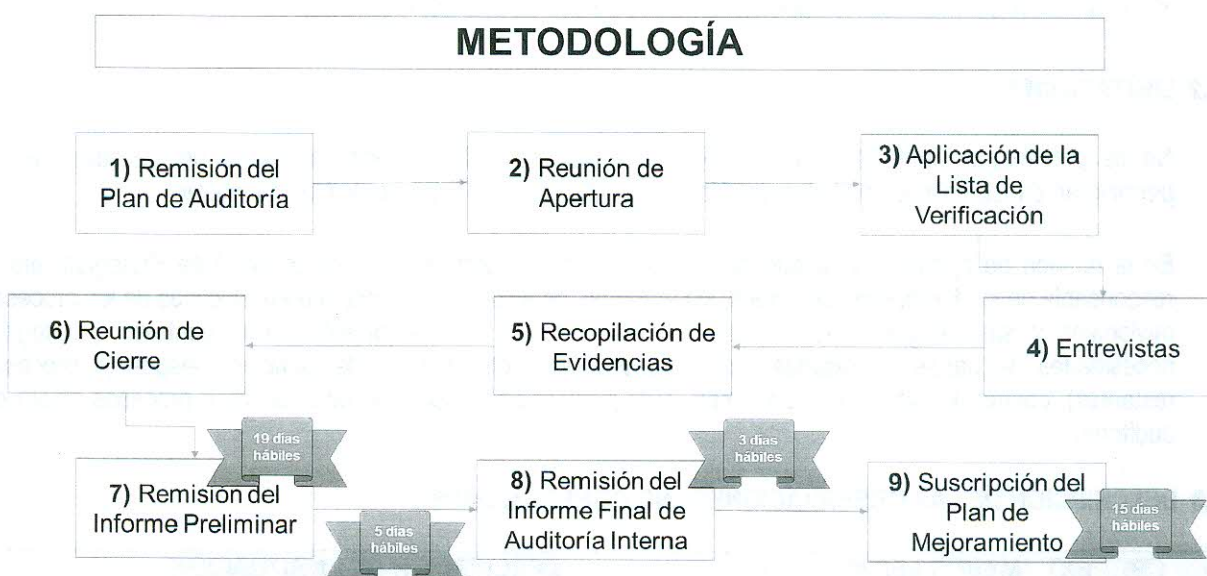 METODOLOGÍA
1) Remisión del
Plan de Auditoría
2) Reunión de
Apertura
3) Aplicación de la
Lista de
Verificación
4) Entrevistas
5) Recopilación de
Evidencias
6) Reunión de
Cierre
19 días
hábiles
7) Remisión del
Informe Preliminar
5 días
hábiles
3 días
hábiles
8) Remisión del
Informe Final de
Auditoría Interna
9) Suscripción del
Plan de
Mejoramiento
15 días
hábiles